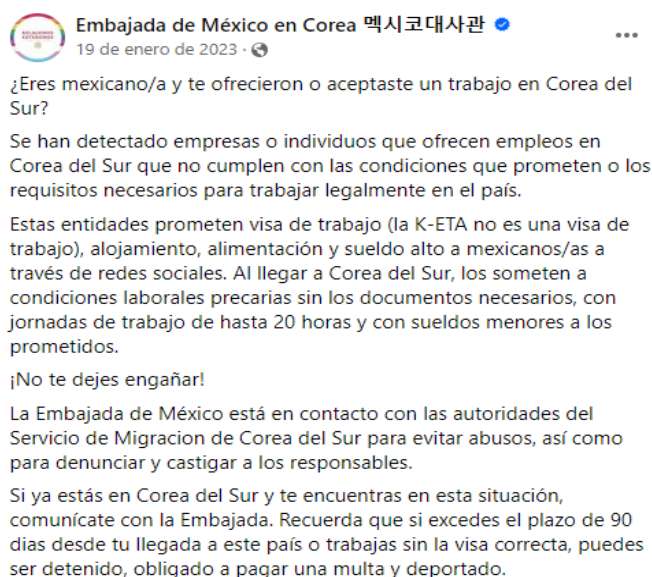 Embajada de México en Corea 멕시코대사관
19 de enero de 2023 ·
¿Eres mexicano/a y te ofrecieron o aceptaste un trabajo en Corea del
Sur?
Se han detectado empresas o individuos que ofrecen empleos en
Corea del Sur que no cumplen con las condiciones que prometen o los
requisitos necesarios para trabajar legalmente en el país.
Estas entidades prometen visa de trabajo (la K-ETA no es una visa de
trabajo), alojamiento, alimentación y sueldo alto a mexicanos/as a
través de redes sociales. Al llegar a Corea del Sur, los someten a
condiciones laborales precarias sin los documentos necesarios, con
jornadas de trabajo de hasta 20 horas y con sueldos menores a los
prometidos.
¡No te dejes engañar!
La Embajada de México está en contacto con las autoridades del
Servicio de Migracion de Corea del Sur para evitar abusos, así como
para denunciar y castigar a los responsables.
Si ya estás en Corea del Sur y te encuentras en esta situación,
comunícate con la Embajada. Recuerda que si excedes el plazo de 90
dias desde tu llegada a este país o trabajas sin la visa correcta, puedes
ser detenido, obligado a pagar una multa y deportado.